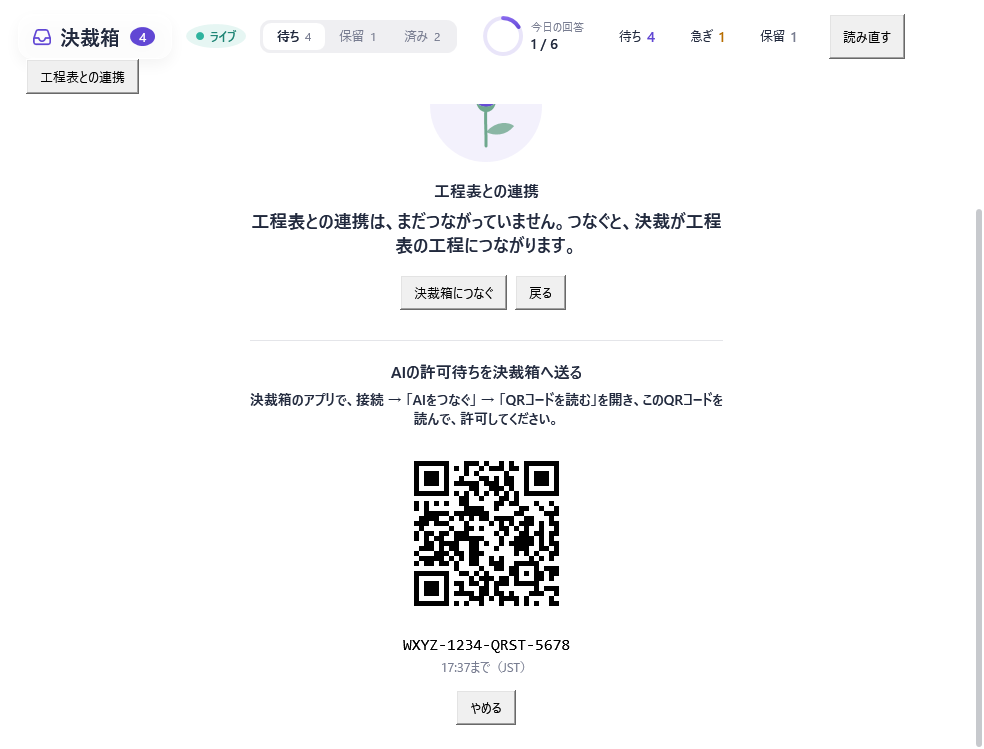 決裁箱 4
ライブ
待ち 4 保留 1 済み 2
今日の回答
1 / 6
待ち 4 急ぎ 1 保留 1
読み直す
工程表との連携
工程表との連携
工程表との連携は、まだつながっていません。つなぐと、決裁が工程
表の工程につながります。
決裁箱につなぐ 戻る
AIの許可待ちを決裁箱へ送る
決裁箱のアプリで、接続 → 「AIをつなぐ」 → 「QRコードを読む」を開き、このQRコードを
読んで、許可してください。
WXYZ-1234-QRST-5678
17:37まで（JST）
やめる